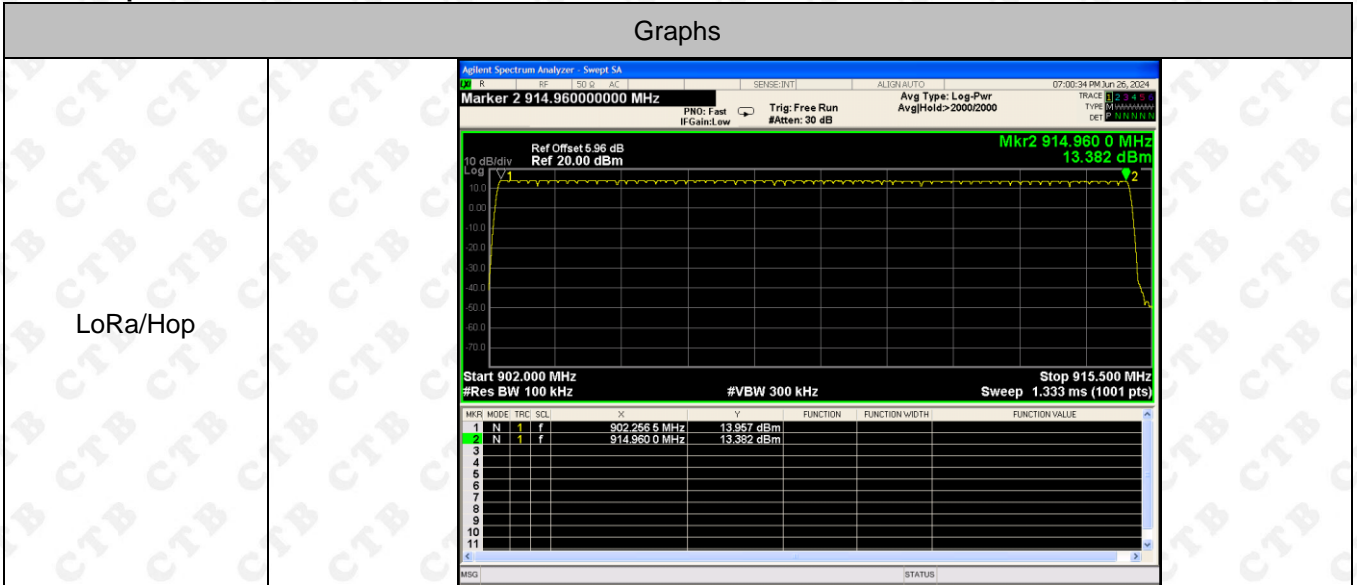 Graphs
LoRa/Hop
Agilent Spectrum Analyzer - Swept SA
R RF 50 Ω AC SENSE:INT ALIGN AUTO 07:00:34 PM Jun 26, 2024
Marker 2 914.960000000 MHz
PNO: Fast
IFGain:Low
Trig: Free Run
#Atten: 30 dB
Avg Type: Log-Pwr
Avg|Hold:>2000/2000
TRACE 1 2 3 4 5 6
TYPE M
DET P N N N N N
Mkr2 914.960 0 MHz
13.382 dBm
Ref Offset 5.96 dB
10 dB/div Ref 20.00 dBm
Log
1
2
10.0
0.00
-10.0
-20.0
-30.0
-40.0
-50.0
-60.0
-70.0
Start 902.000 MHz Stop 915.500 MHz
#Res BW 100 kHz #VBW 300 kHz Sweep 1.333 ms (1001 pts)
MKR MODE TRC SCL X Y FUNCTION FUNCTION WIDTH FUNCTION VALUE
1 N 1 f 902.256 5 MHz 13.957 dBm
2 N 1 f 914.960 0 MHz 13.382 dBm
3
4
5
6
7
8
9
10
11
MSG STATUS
CTB